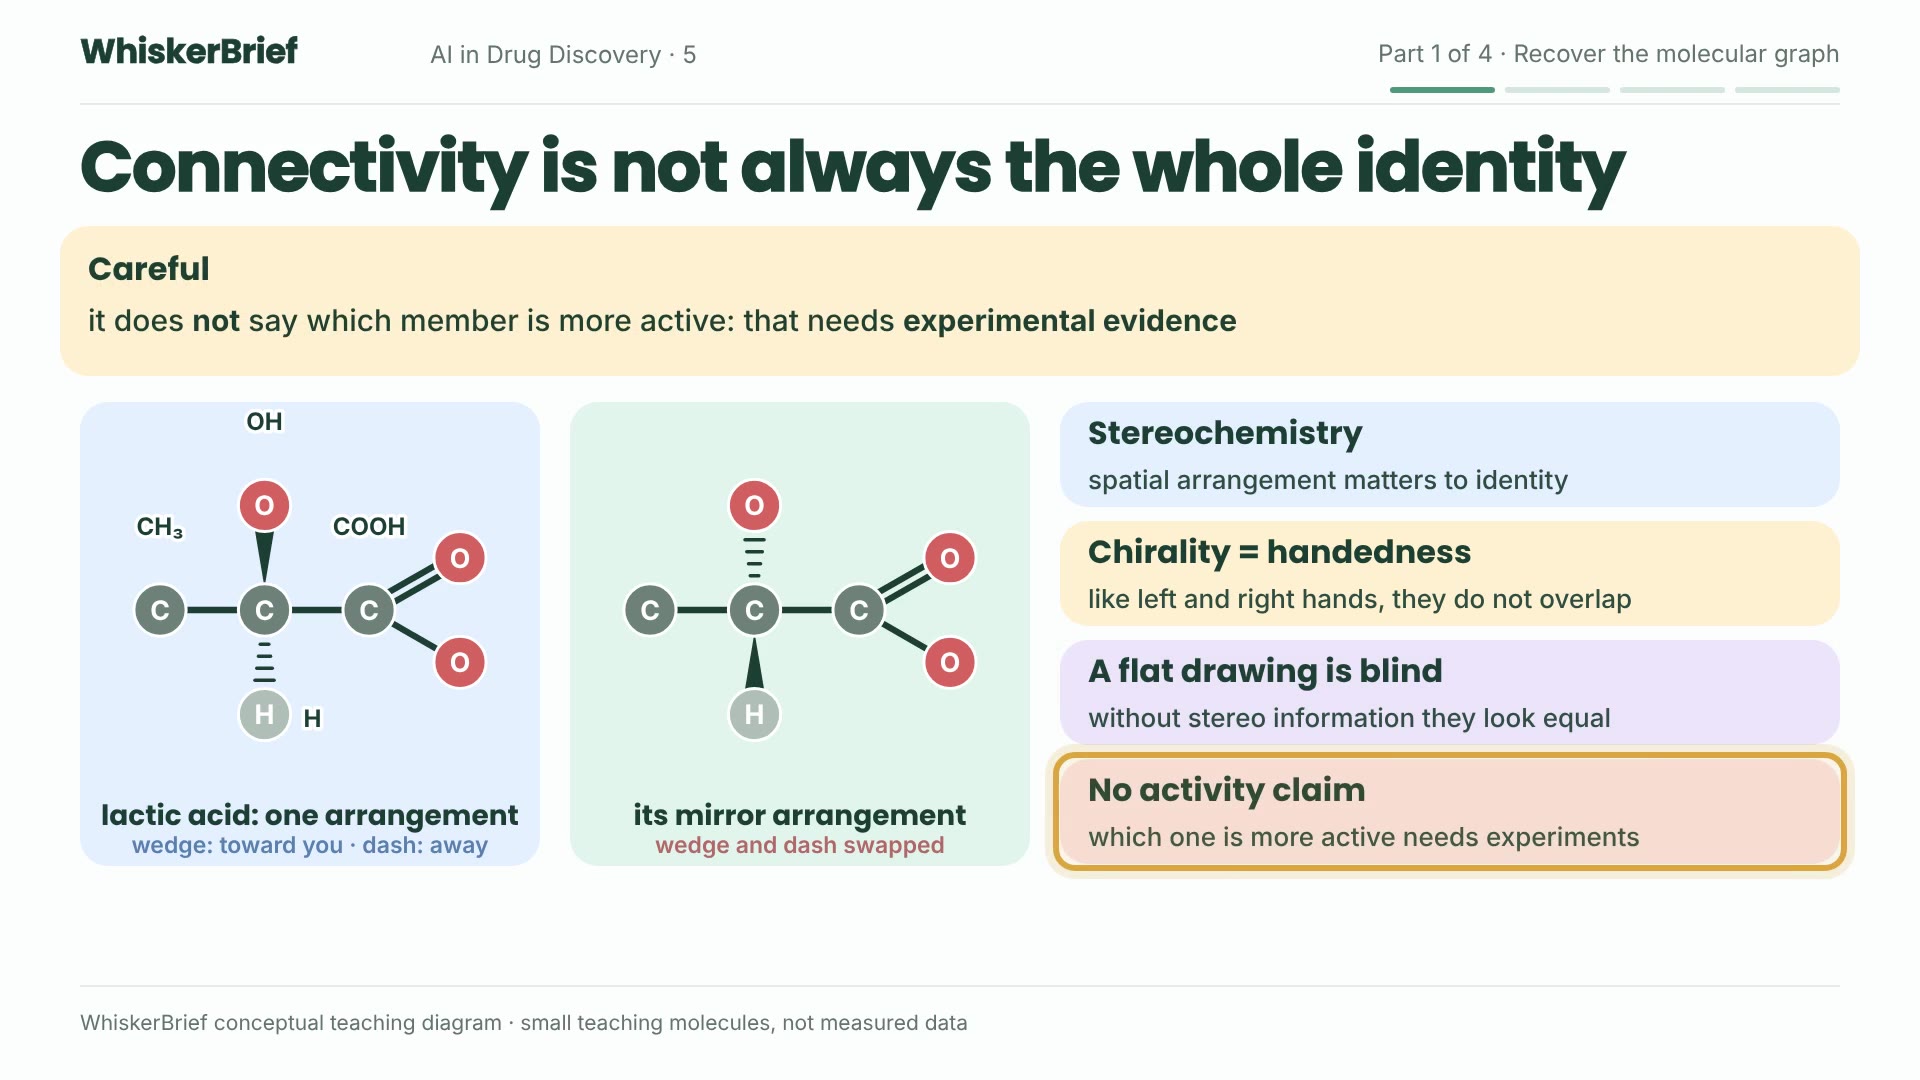 WhiskerBrief
AI in Drug Discovery · 5
Part 1 of 4 · Recover the molecular graph
Connectivity is not always the whole identity
Careful
it does not say which member is more active: that needs experimental evidence
OH
O
CH₃
COOH
O
C
C
C
O
H
H
lactic acid: one arrangement
wedge: toward you · dash: away
O
O
C
C
C
O
H
its mirror arrangement
wedge and dash swapped
Stereochemistry
spatial arrangement matters to identity
Chirality = handedness
like left and right hands, they do not overlap
A flat drawing is blind
without stereo information they look equal
No activity claim
which one is more active needs experiments
WhiskerBrief conceptual teaching diagram · small teaching molecules, not measured data